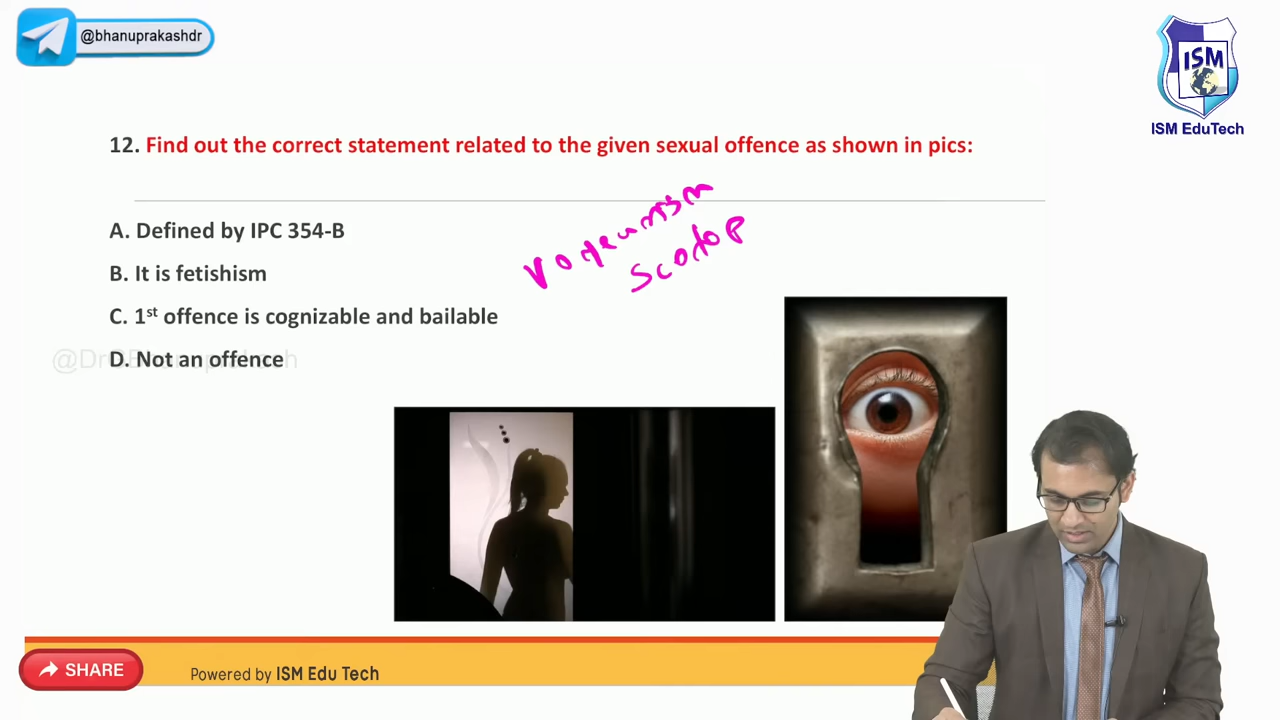 @bhanuprakashdr
ISM
ISM EduTech
12. Find out the correct statement related to the given sexual offence as shown in pics:
A. Defined by IPC 354-B
B. It is fetishism
C. 1st offence is cognizable and bailable
D. Not an offence
Voyeurism
Scotop
SHARE
Powered by ISM Edu Tech